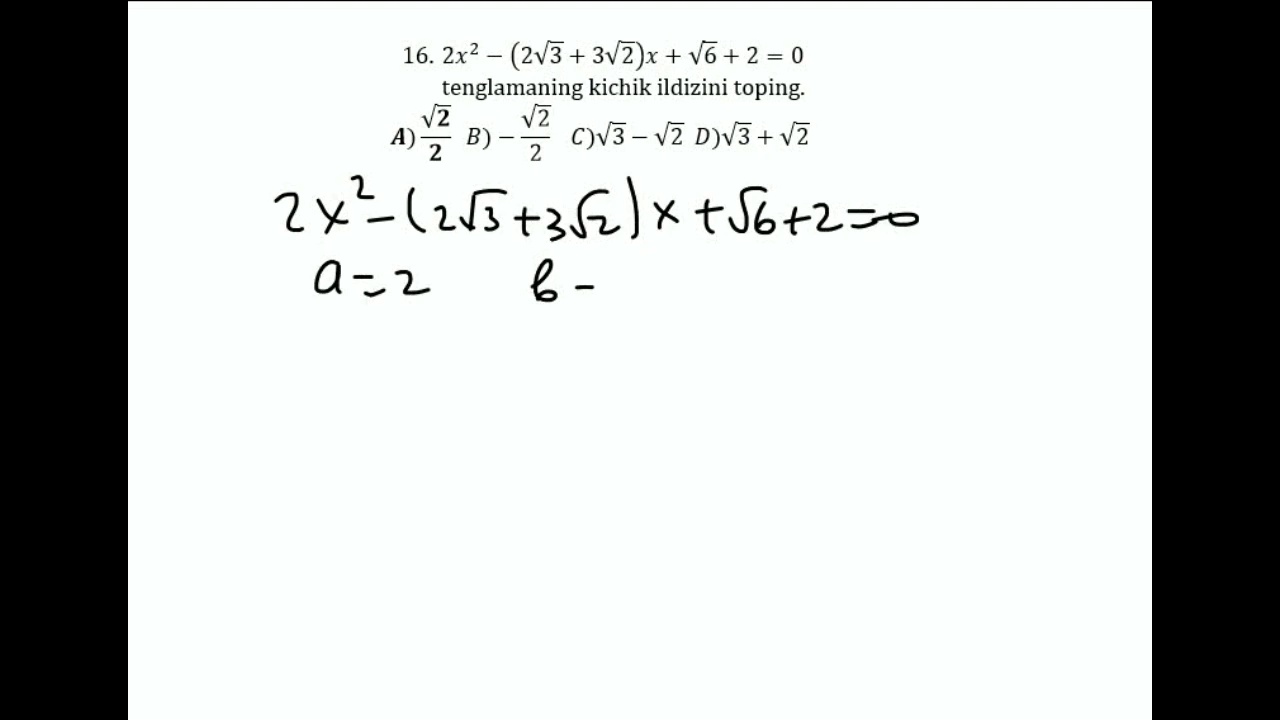 16. 2x² − (2√3 + 3√2)x + √6 + 2 = 0
tenglamaning kichik ildizini toping.
A) √2/2 B) − √2/2 C)√3 − √2 D)√3 + √2
2x² − (2√3 + 3√2) x + √6 + 2 = 0
a = 2 b -